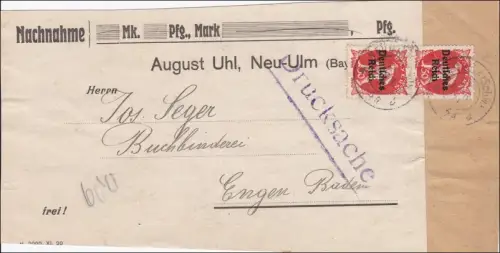 Nachnahme Mk. Pfg., Mark , Pfg.
August Uhl, Neu-Ulm (Bay
Drucksache
Deutsches Reich
Deutsches Reich
Herrn
Jos. Seger
Buchbinderei
Engen Baden
frei!